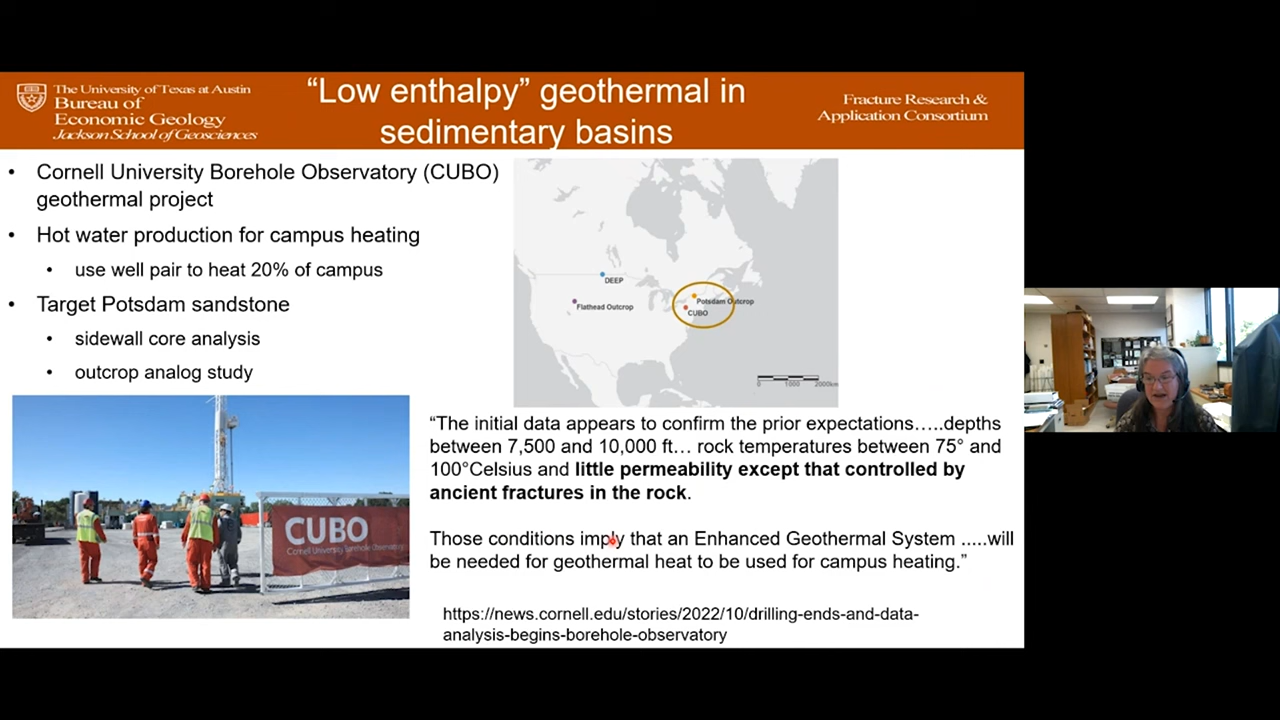 The University of Texas at Austin
Bureau of
Economic Geology
Jackson School of Geosciences
“Low enthalpy” geothermal in
sedimentary basins
Fracture Research &
Application Consortium
• Cornell University Borehole Observatory (CUBO)
geothermal project
• Hot water production for campus heating
• use well pair to heat 20% of campus
• Target Potsdam sandstone
• sidewall core analysis
• outcrop analog study
DEEP
Flathead Outcrop
Potsdam Outcrop
CUBO
0 1000 2000km
CUBO
Cornell University Borehole Observatory
“The initial data appears to confirm the prior expectations…..depths
between 7,500 and 10,000 ft… rock temperatures between 75° and
100°Celsius and little permeability except that controlled by
ancient fractures in the rock.
Those conditions imply that an Enhanced Geothermal System …..will
be needed for geothermal heat to be used for campus heating.”
https://news.cornell.edu/stories/2022/10/drilling-ends-and-data-
analysis-begins-borehole-observatory